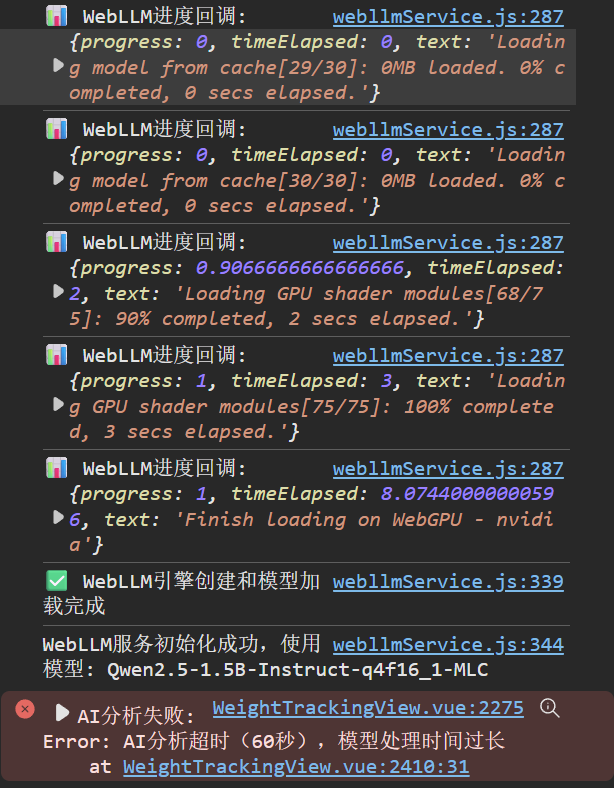 WebLLM进度回调: webllmService.js:287
{progress: 0, timeElapsed: 0, text: 'Loadin
g model from cache[29/30]: 0MB loaded. 0% c
ompleted, 0 secs elapsed.'}
WebLLM进度回调: webllmService.js:287
{progress: 0, timeElapsed: 0, text: 'Loadin
g model from cache[30/30]: 0MB loaded. 0% c
ompleted, 0 secs elapsed.'}
WebLLM进度回调: webllmService.js:287
{progress: 0.9066666666666666, timeElapsed:
2, text: 'Loading GPU shader modules[68/7
5]: 90% completed, 2 secs elapsed.'}
WebLLM进度回调: webllmService.js:287
{progress: 1, timeElapsed: 3, text: 'Loadin
g GPU shader modules[75/75]: 100% complete
d, 3 secs elapsed.'}
WebLLM进度回调: webllmService.js:287
{progress: 1, timeElapsed: 8.0744000000059
6, text: 'Finish loading on WebGPU - nvidi
a'}
WebLLM引擎创建和模型加 webllmService.js:339
载完成
WebLLM服务初始化成功，使用 webllmService.js:344
模型: Qwen2.5-1.5B-Instruct-q4f16_1-MLC
AI分析失败: WeightTrackingView.vue:2275
Error: AI分析超时（60秒），模型处理时间过长
at WeightTrackingView.vue:2410:31